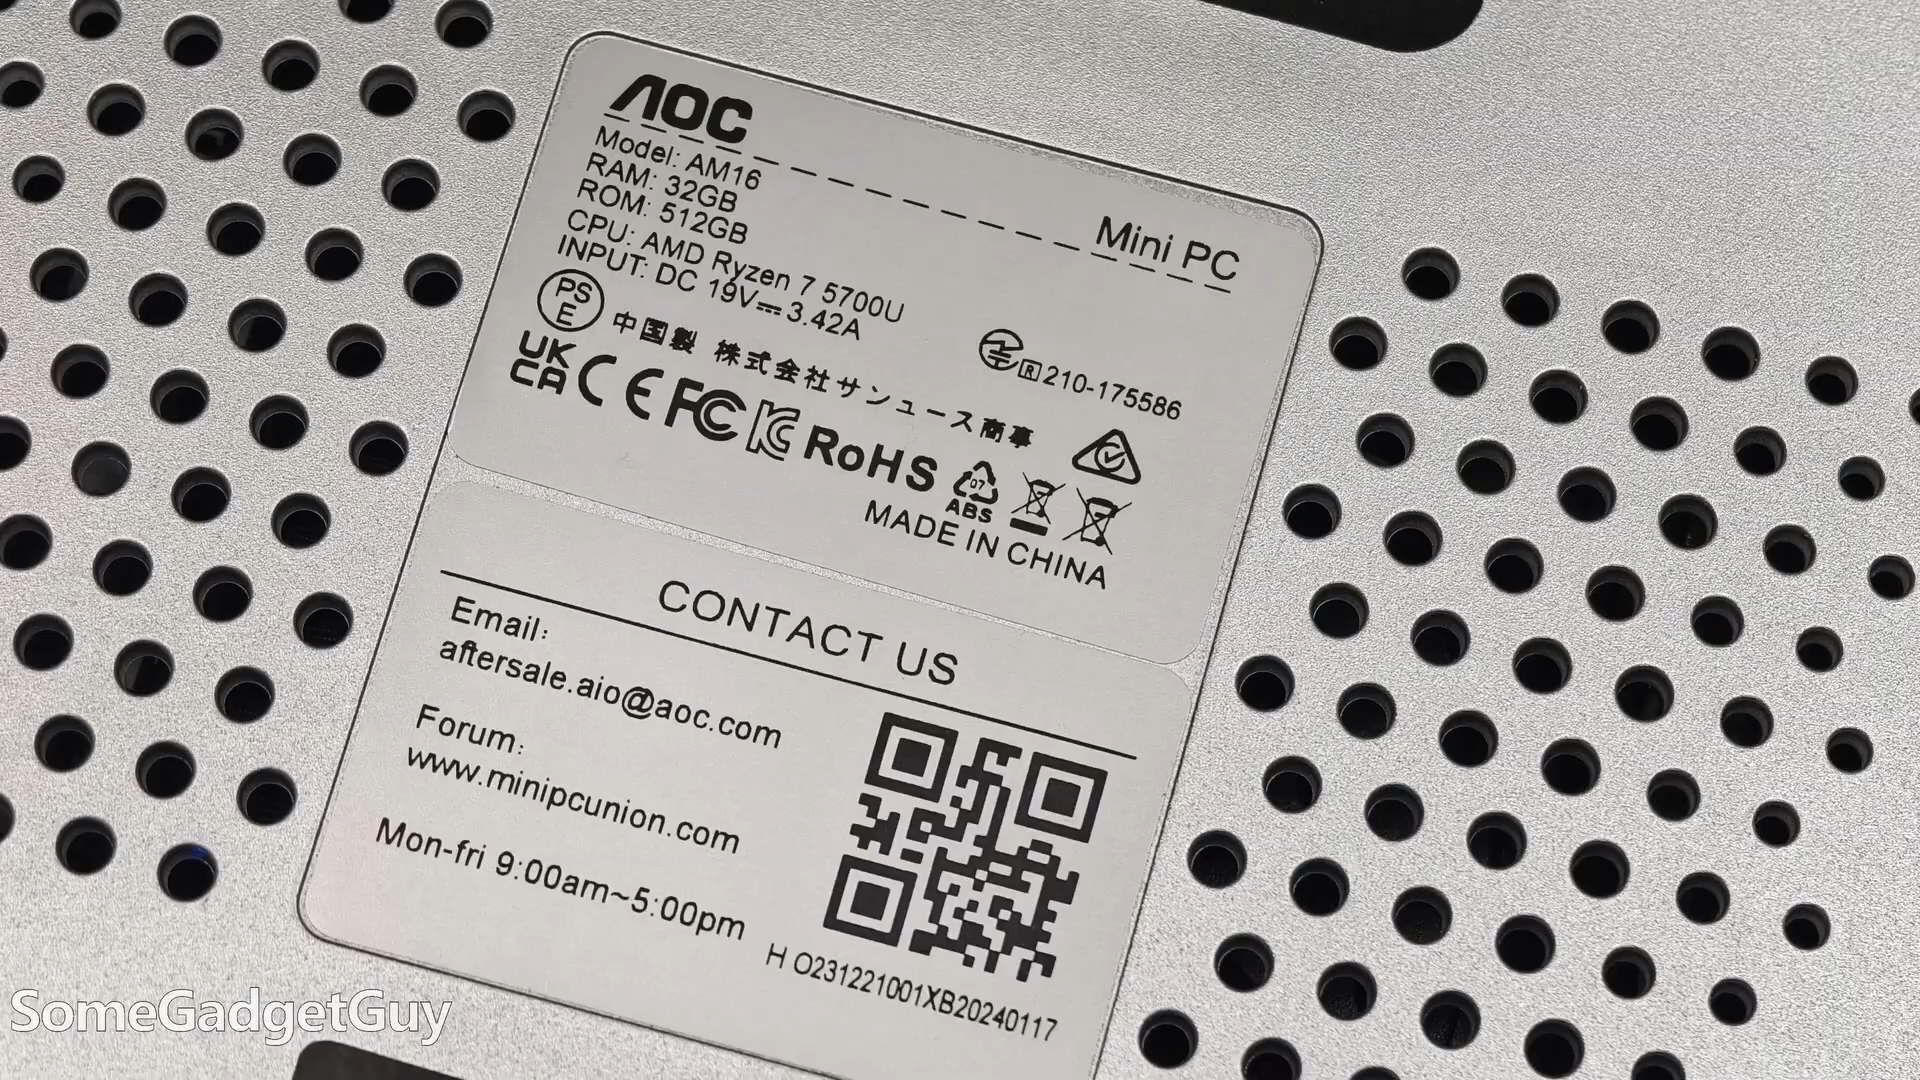 AOC
Mini PC
Model: AM16
RAM: 32GB
ROM: 512GB
CPU: AMD Ryzen 7 5700U
INPUT: DC 19V⎓3.42A
PS
E
中国製 株式会社サンュース商事
R 210-175586
UK
CA CE FC KC RoHS
07
ABS
MADE IN CHINA
CONTACT US
Email:
aftersale.aio@aoc.com
Forum:
www.minipcunion.com
Mon-fri 9:00am~5:00pm
H O231221001XB20240117
SomeGadgetGuy